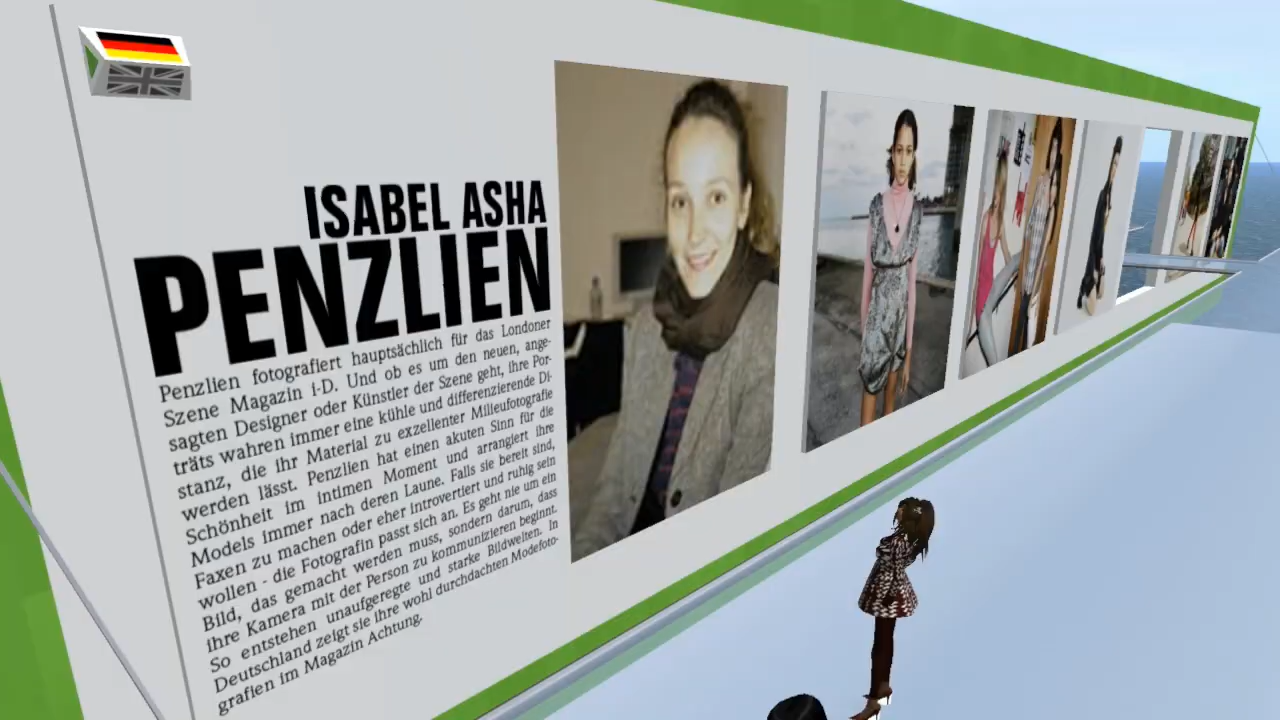 ISABEL ASHA
PENZLIEN
Penzlien fotografiert hauptsächlich für das Londoner
Szene Magazin i-D. Und ob es um den neuen, ange-
sagten Designer oder Künstler der Szene geht, ihre Por-
träts wahren immer eine kühle und differenzierende Di-
stanz, die ihr Material zu exzellenter Milieufotografie
werden lässt. Penzlien hat einen akuten Sinn für die
Schönheit im intimen Moment und arrangiert ihre
Models immer nach deren Laune. Falls sie bereit sind,
Faxen zu machen oder eher introvertiert und ruhig sein
wollen - die Fotografin passt sich an. Es geht nie um ein
Bild, das gemacht werden muss, sondern darum, dass
ihre Kamera mit der Person zu kommunizieren beginnt.
So entstehen unaufgeregte und starke Bildwelten. In
Deutschland zeigt sie ihre wohl durchdachten Modefoto-
grafien im Magazin Achtung.